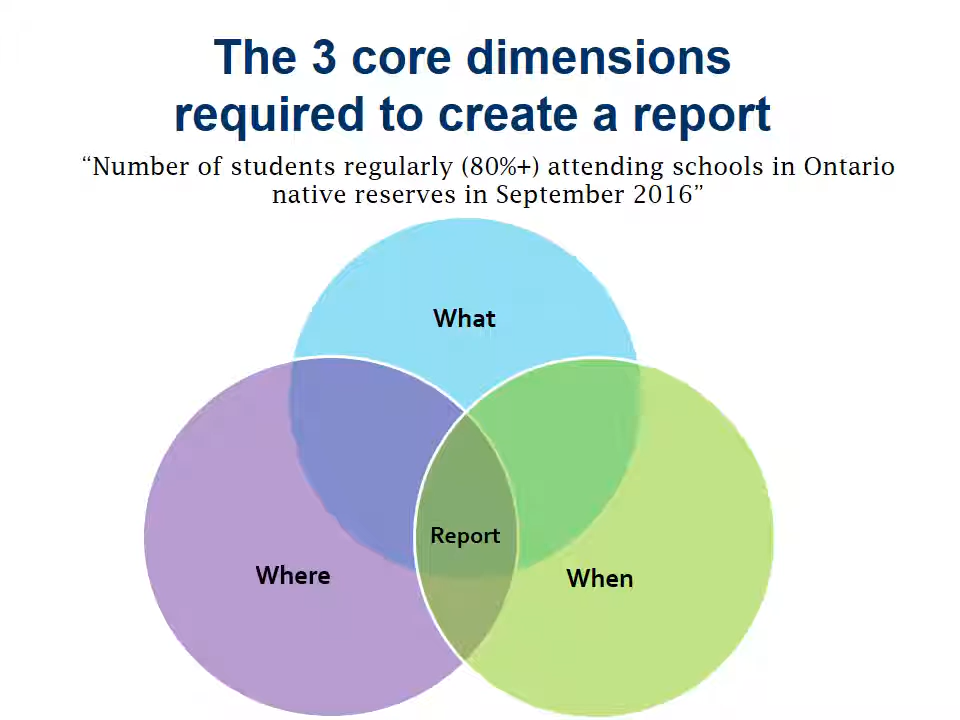 The 3 core dimensions
required to create a report
“Number of students regularly (80%+) attending schools in Ontario
native reserves in September 2016”
What
Report
Where
When